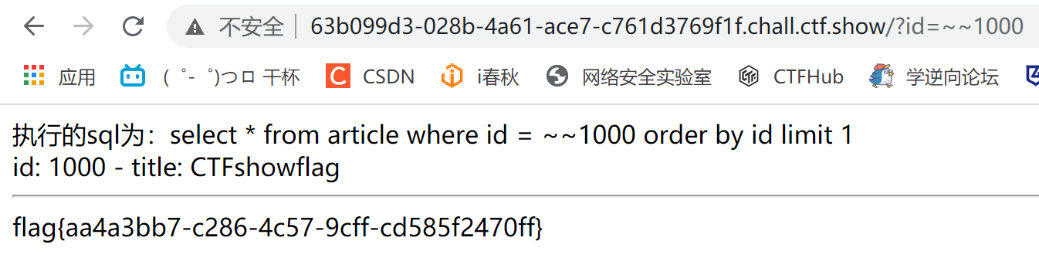 不安全 | 63b099d3-028b-4a61-ace7-c761d3769f1f.chall.ctf.show/?id=~~1000
应用 ( ゜- ゜)つロ 干杯 CSDN i春秋 网络安全实验室 CTFHub 学逆向论坛
执行的sql为：select * from article where id = ~~1000 order by id limit 1
id: 1000 - title: CTFshowflag
flag{aa4a3bb7-c286-4c57-9cff-cd585f2470ff}